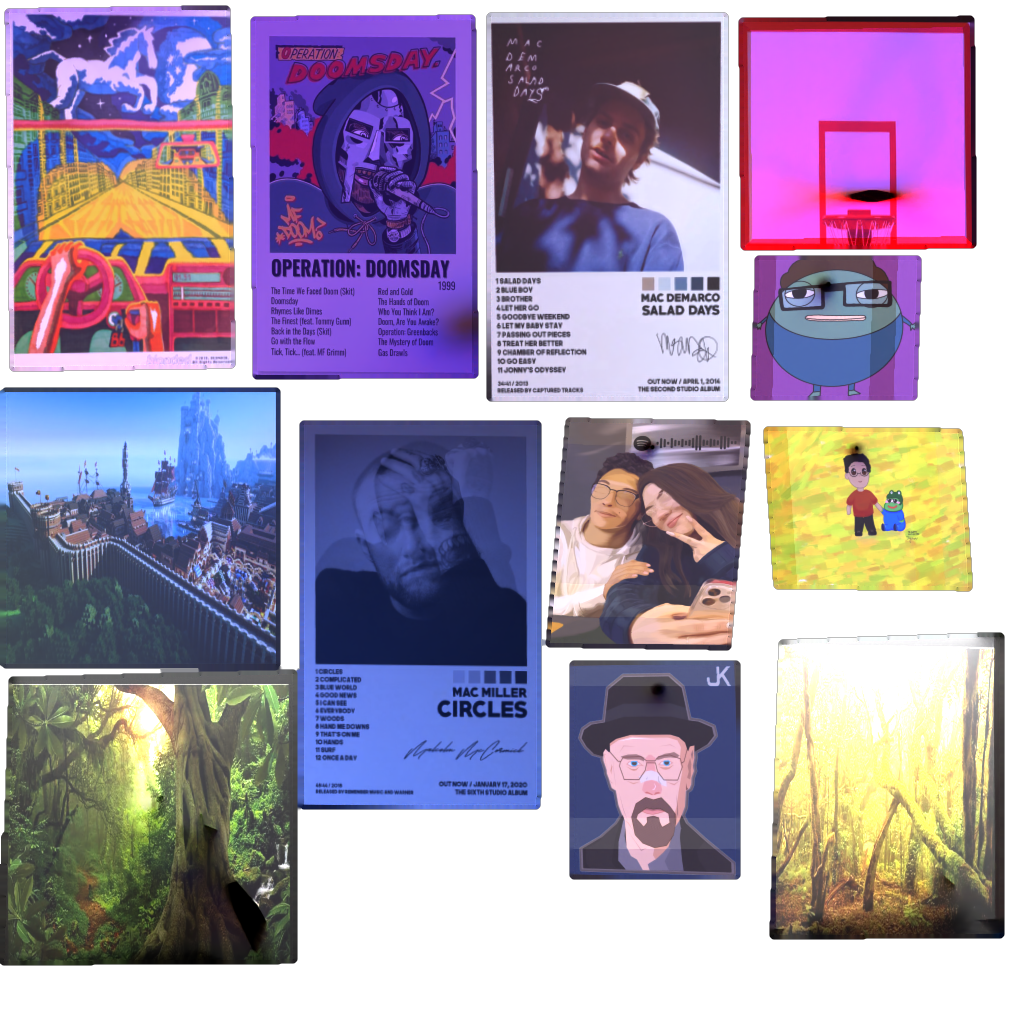 OPERATION:
DOOMSDAY.
MF
DOOM
OPERATION: DOOMSDAY
1999
The Time We Faced Doom (Skit)
Doomsday
Rhymes Like Dimes
The Finest (feat. Tommy Gunn)
Back in the Days (Skit)
Go with the Flow
Tick, Tick... (feat. MF Grimm)
Red and Gold
The Hands of Doom
Who You Think I Am?
Doom, Are You Awake?
Operation: Greenbacks
The Mystery of Doom
Gas Drawls
MAC
DEM
ARCO
SALAD
DAYS
1 SALAD DAYS
2 BLUE BOY
3 BROTHER
4 LET HER GO
5 GOODBYE WEEKEND
6 LET MY BABY STAY
7 PASSING OUT PIECES
8 TREAT HER BETTER
9 CHAMBER OF REFLECTION
10 GO EASY
11 JONNY'S ODYSSEY
MAC DEMARCO
SALAD DAYS
34:41 / 2013
RELEASED BY CAPTURED TRACKS
OUT NOW / APRIL 1, 2014
THE SECOND STUDIO ALBUM
blonded
1 CIRCLES
2 COMPLICATED
3 BLUE WORLD
4 GOOD NEWS
5 I CAN SEE
6 EVERYBODY
7 WOODS
8 HAND ME DOWNS
9 THAT'S ON ME
10 HANDS
11 SURF
12 ONCE A DAY
MAC MILLER
CIRCLES
OUT NOW / JANUARY 17, 2020
THE SIXTH STUDIO ALBUM
JK